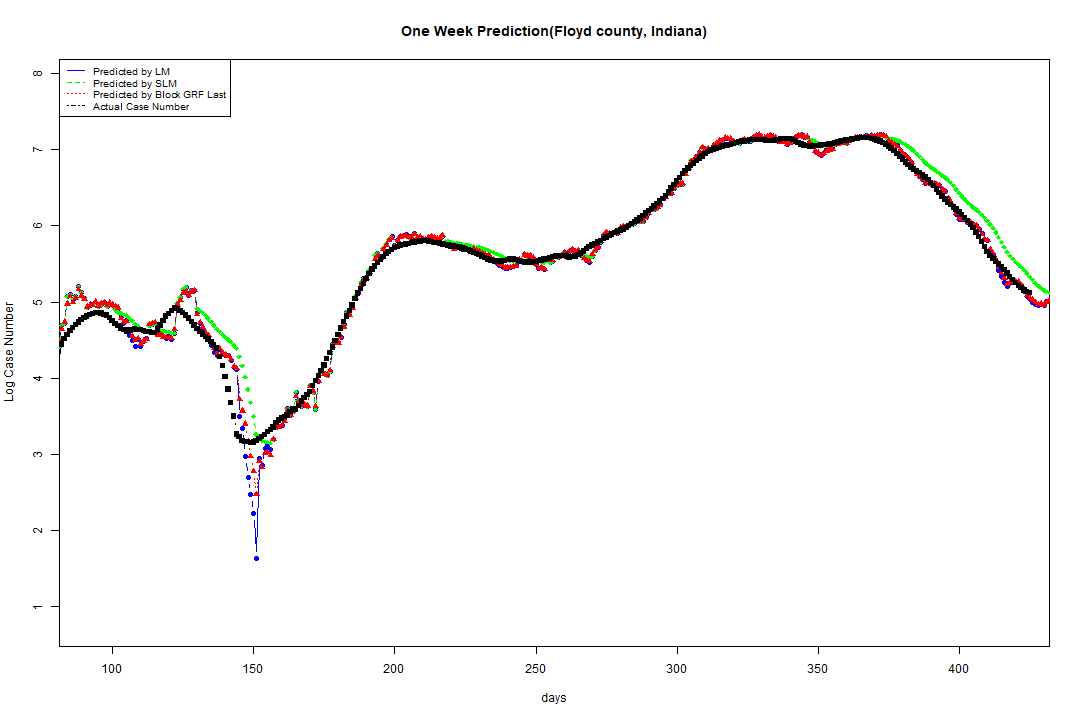 One Week Prediction(Floyd county, Indiana)
Predicted by LM
Predicted by SLM
Predicted by Block GRF Last
Actual Case Number
Log Case Number
8
7
6
5
4
3
2
1
100 150 200 250 300 350 400
days